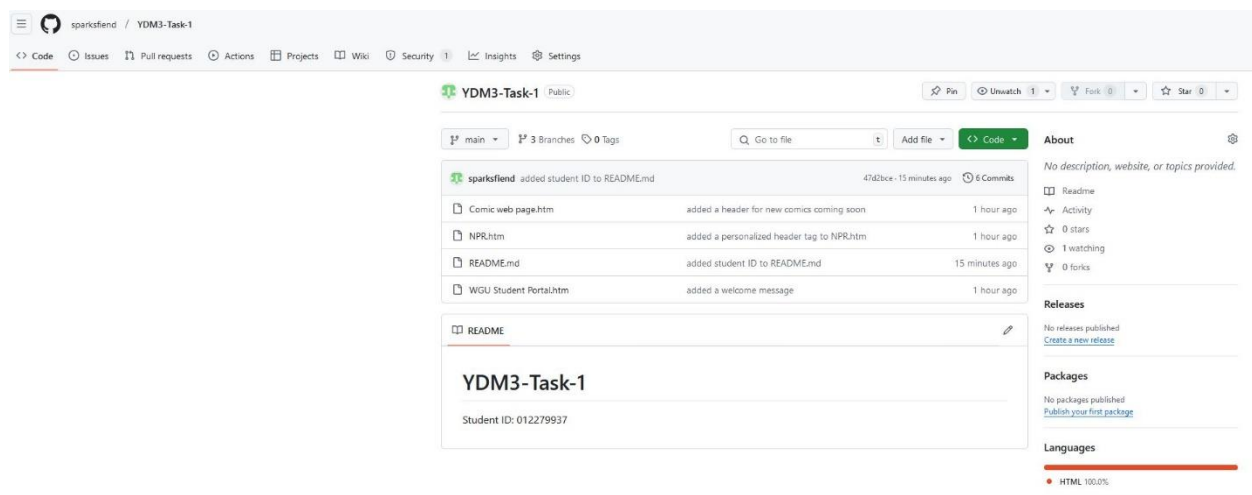 sparksfiend / YDM3-Task-1
<> Code Issues Pull requests Actions Projects Wiki Security 1 Insights Settings
YDM3-Task-1 Public
Pin Unwatch 1 Fork 0 Star 0
main 3 Branches 0 Tags Go to file t Add file <> Code
sparksfiend added student ID to README.md 47d2bce · 15 minutes ago 6 Commits
Comic web page.htm added a header for new comics coming soon 1 hour ago
NPR.htm added a personalized header tag to NPR.htm 1 hour ago
README.md added student ID to README.md 15 minutes ago
WGU Student Portal.htm added a welcome message 1 hour ago
README
YDM3-Task-1
Student ID: 012279937
About
No description, website, or topics provided.
Readme
Activity
0 stars
1 watching
0 forks
Releases
No releases published
Create a new release
Packages
No packages published
Publish your first package
Languages
HTML 100.0%